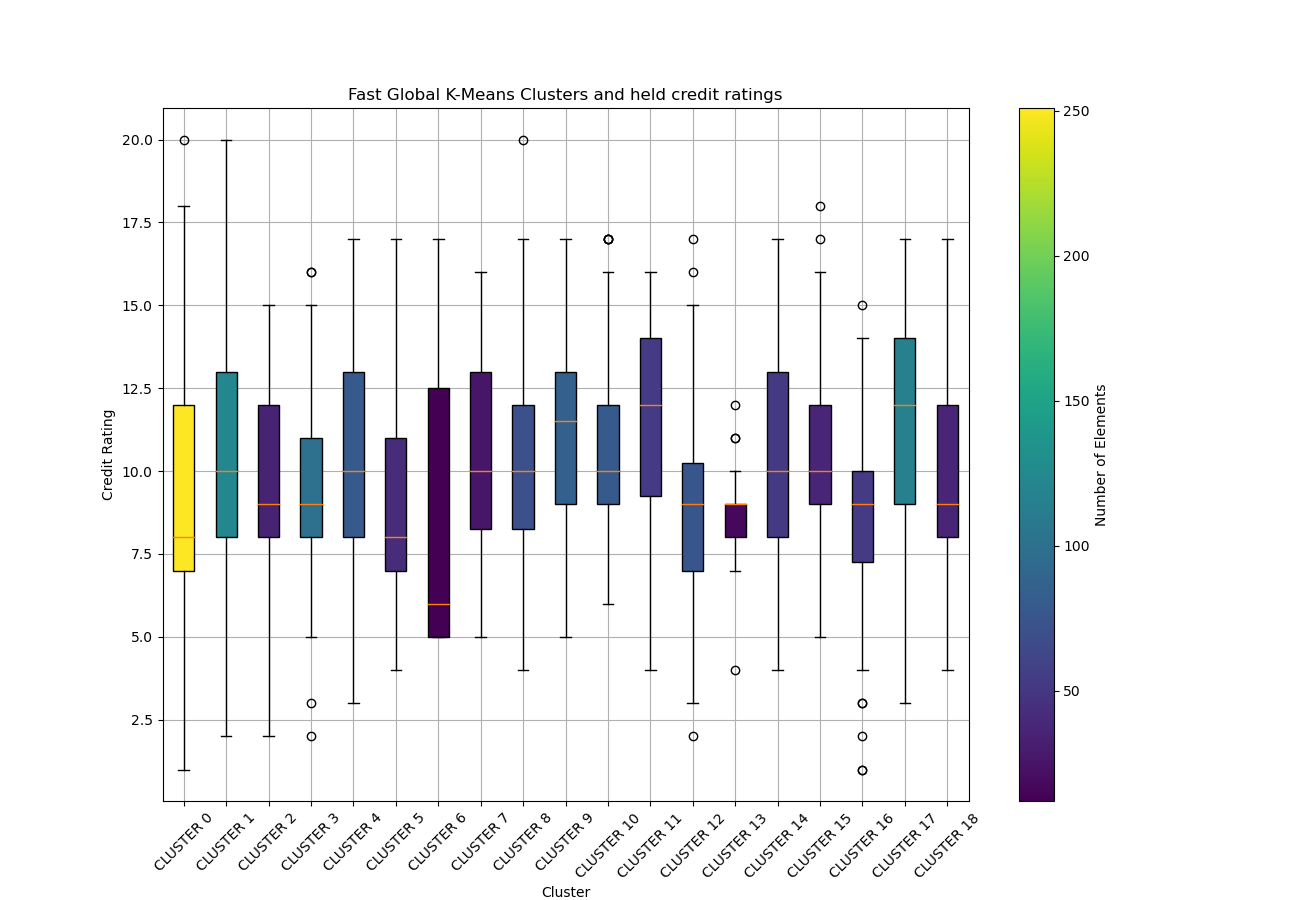 Fast Global K-Means Clusters and held credit ratings
20.0
17.5
15.0
12.5
10.0
7.5
5.0
2.5
Credit Rating
CLUSTER 0
CLUSTER 1
CLUSTER 2
CLUSTER 3
CLUSTER 4
CLUSTER 5
CLUSTER 6
CLUSTER 7
CLUSTER 8
CLUSTER 9
CLUSTER 10
CLUSTER 11
CLUSTER 12
CLUSTER 13
CLUSTER 14
CLUSTER 15
CLUSTER 16
CLUSTER 17
CLUSTER 18
Cluster
250
200
150
100
50
Number of Elements